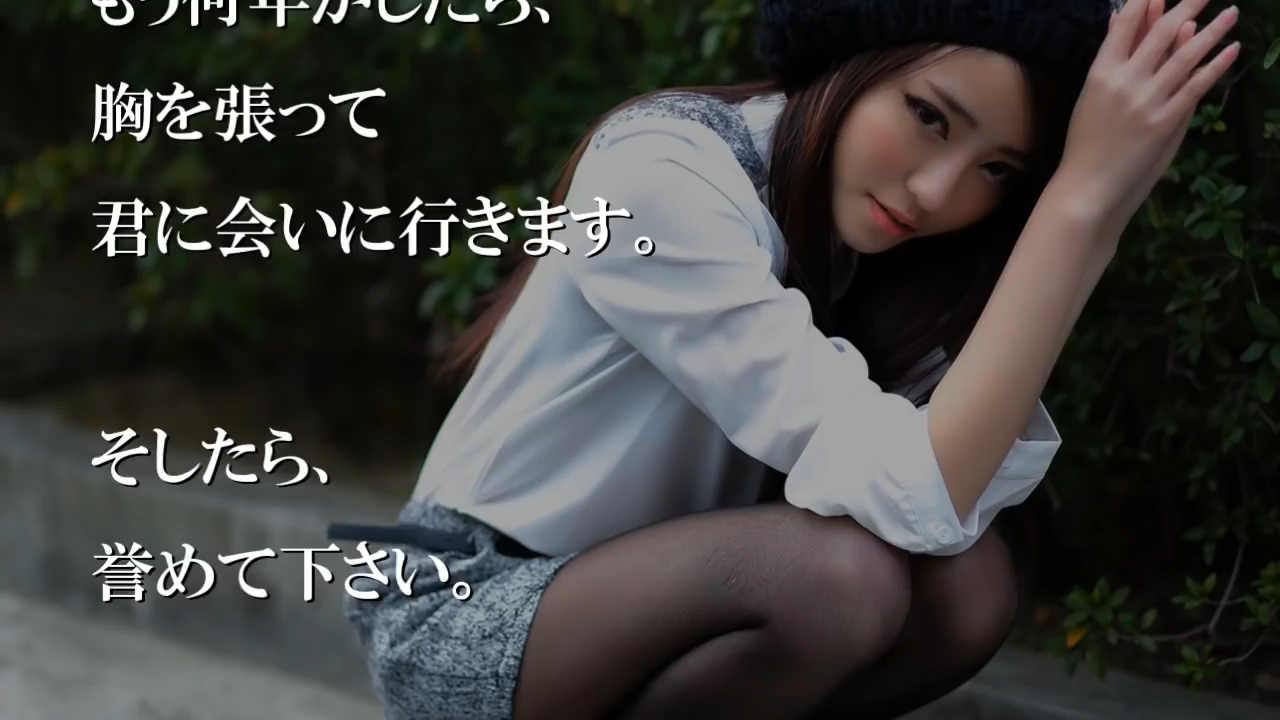 もう何年かしたら、
胸を張って
君に会いに行きます。
そしたら、
誉めて下さい。